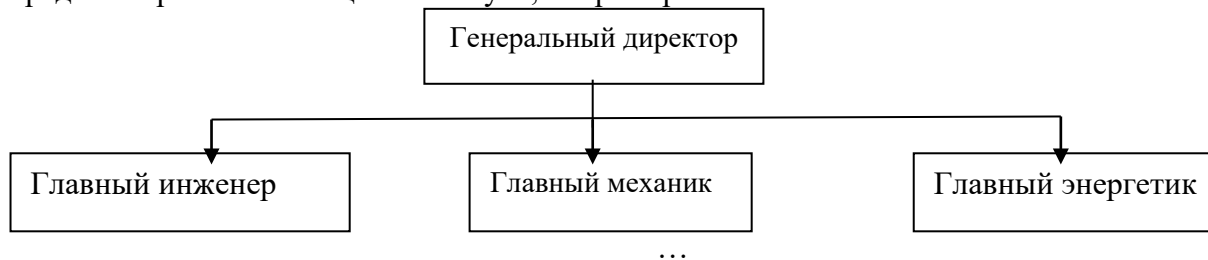 Генеральный директор
Главный инженер
Главный механик
Главный энергетик
…